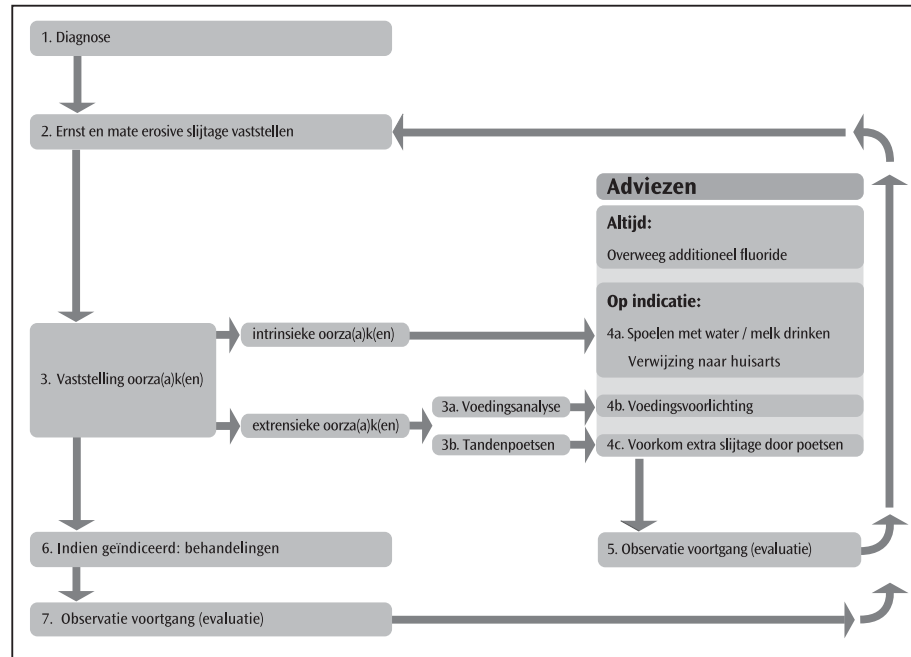 1. Diagnose
2. Ernst en mate erosive slijtage vaststellen
Adviezen
Altijd:
Overweeg additioneel fluoride
Op indicatie:
4a. Spoelen met water / melk drinken
Verwijzing naar huisarts
intrinsieke oorza(a)k(en)
3. Vaststelling oorza(a)k(en)
extrensieke oorza(a)k(en)
3a. Voedingsanalyse
4b. Voedingsvoorlichting
3b. Tandenpoetsen
4c. Voorkom extra slijtage door poetsen
6. Indien geïndiceerd: behandelingen
5. Observatie voortgang (evaluatie)
7. Observatie voortgang (evaluatie)